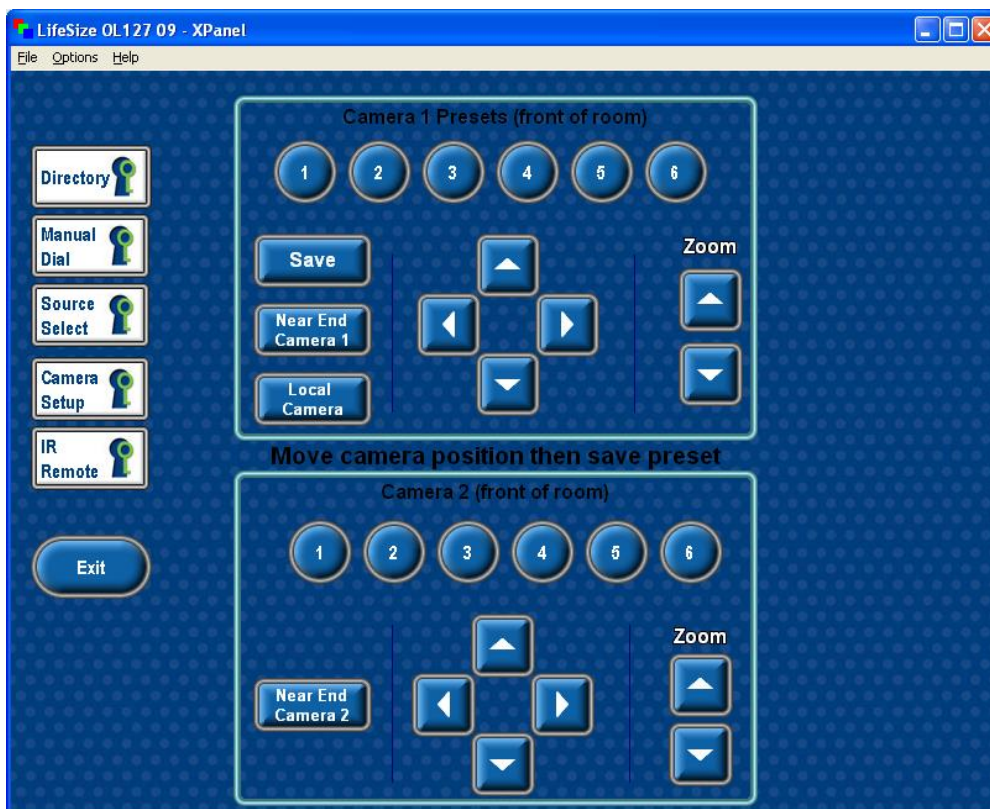 LifeSize OL127 09 - XPanel
File Options Help
Camera 1 Presets (front of room)
1 2 3 4 5 6
Directory
Manual
Dial
Source
Select
Camera
Setup
IR
Remote
Exit
Save
Near End
Camera 1
Local
Camera
Zoom
Move camera position then save preset
Camera 2 (front of room)
1 2 3 4 5 6
Near End
Camera 2
Zoom